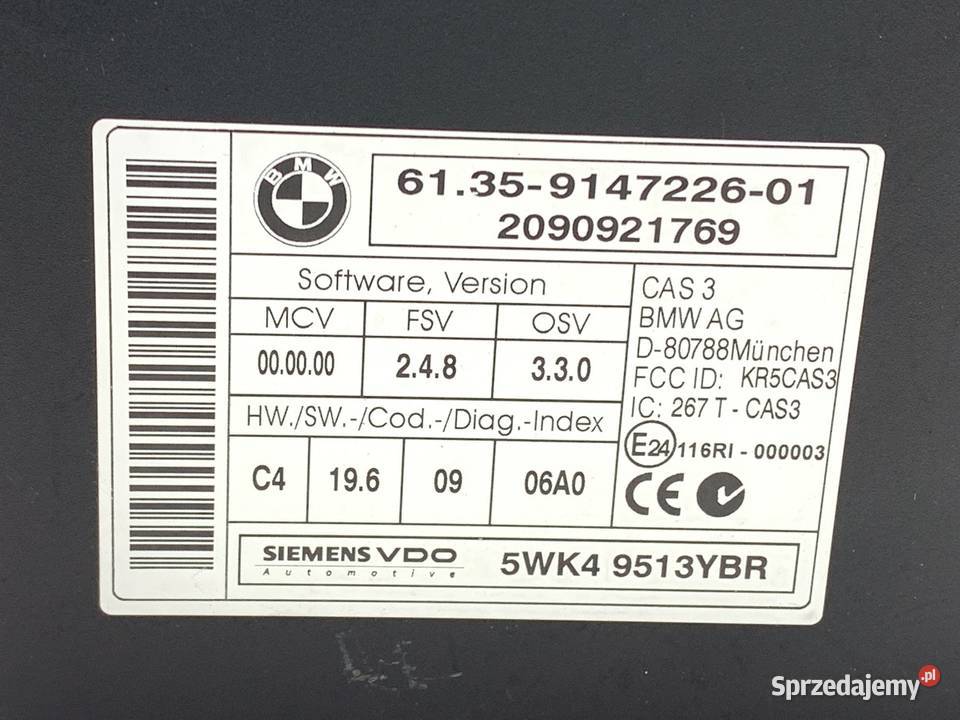 BMW
61.35-9147226-01
2090921769
Software, Version
MCV FSV OSV
00.00.00 2.4.8 3.3.0
HW./SW.-/Cod.-/Diag.-Index
C4 19.6 09 06A0
CAS 3
BMW AG
D-80788München
FCC ID: KR5CAS3
IC: 267 T - CAS3
E24 116RI - 000003
CE
SIEMENS VDO
Automotive
5WK4 9513YBR
Sprzedajemy.pl